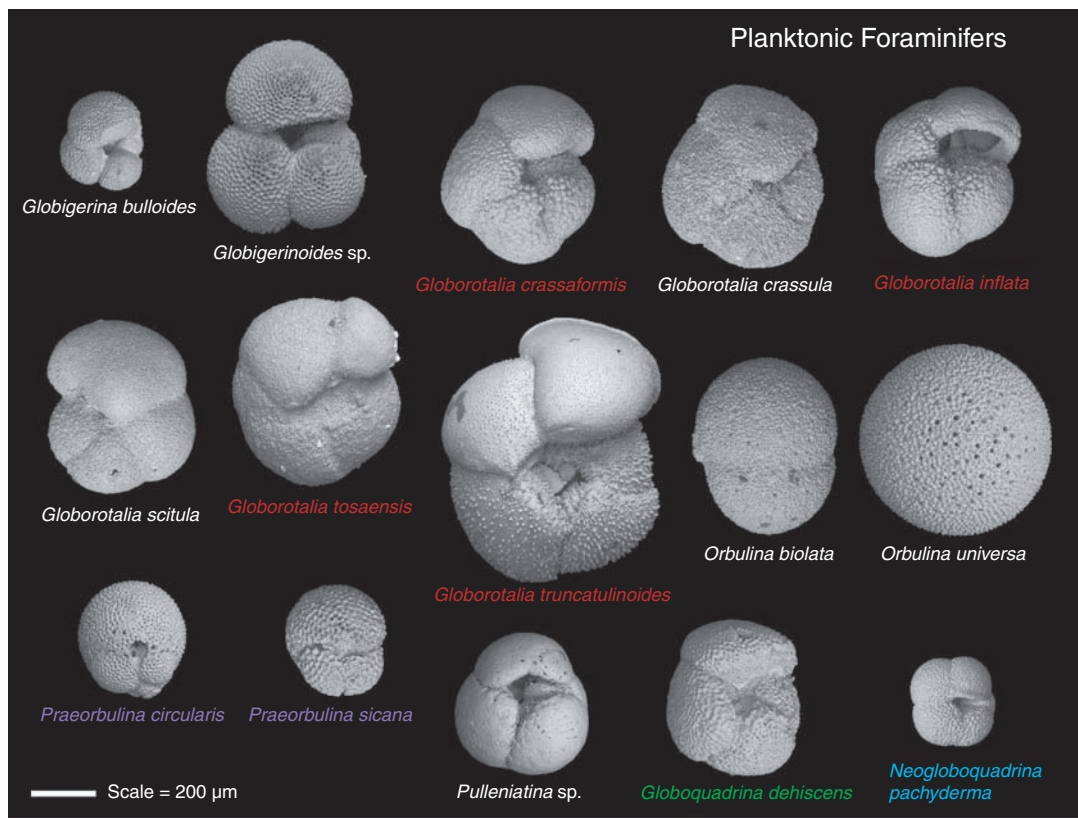 Planktonic Foraminifers
Globigerina bulloides
Globigerinoides sp.
Globorotalia crassaformis
Globorotalia crassula
Globorotalia inflata
Globorotalia scitula
Globorotalia tosaensis
Globorotalia truncatulinoides
Orbulina biolata
Orbulina universa
Praeorbulina circularis
Praeorbulina sicana
Pulleniatina sp.
Globoquadrina dehiscens
Neogloboquadrina
pachyderma
Scale = 200 µm